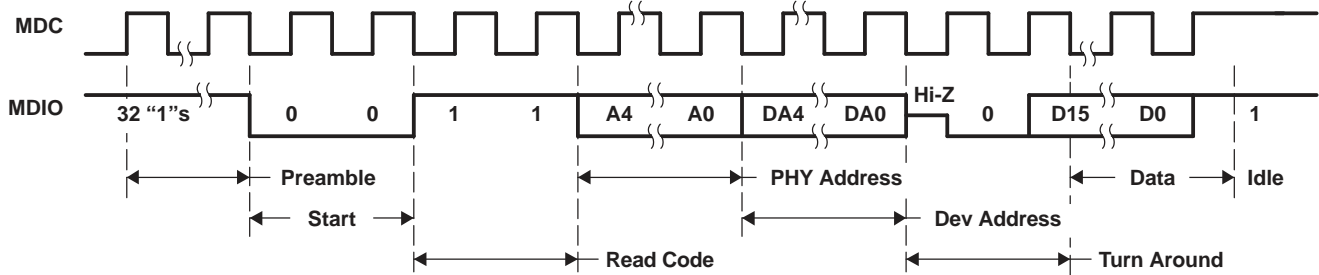 MDC
MDIO
32 “1”s 0 0 1 1 A4 A0 DA4 DA0 Hi-Z 0 D15 D0 1
Preamble PHY Address Data Idle
Start Dev Address
Read Code Turn Around